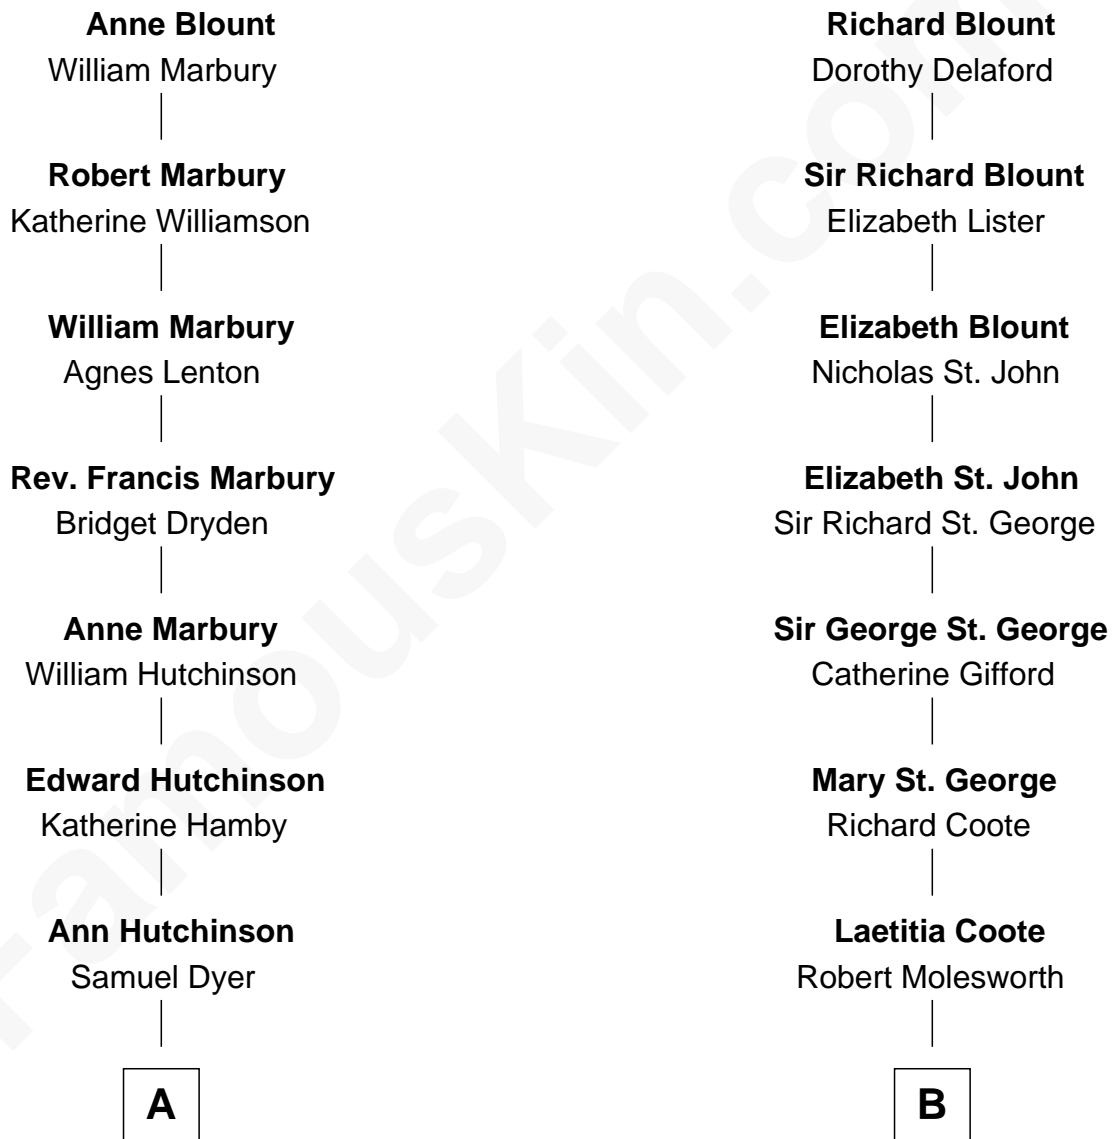 Anne Blount
William Marbury
Robert Marbury
Katherine Williamson
William Marbury
Agnes Lenton
Rev. Francis Marbury
Bridget Dryden
Anne Marbury
William Hutchinson
Edward Hutchinson
Katherine Hamby
Ann Hutchinson
Samuel Dyer
A
Richard Blount
Dorothy Delaford
Sir Richard Blount
Elizabeth Lister
Elizabeth Blount
Nicholas St. John
Elizabeth St. John
Sir Richard St. George
Sir George St. George
Catherine Gifford
Mary St. George
Richard Coote
Laetitia Coote
Robert Molesworth
B
FamousKin.com